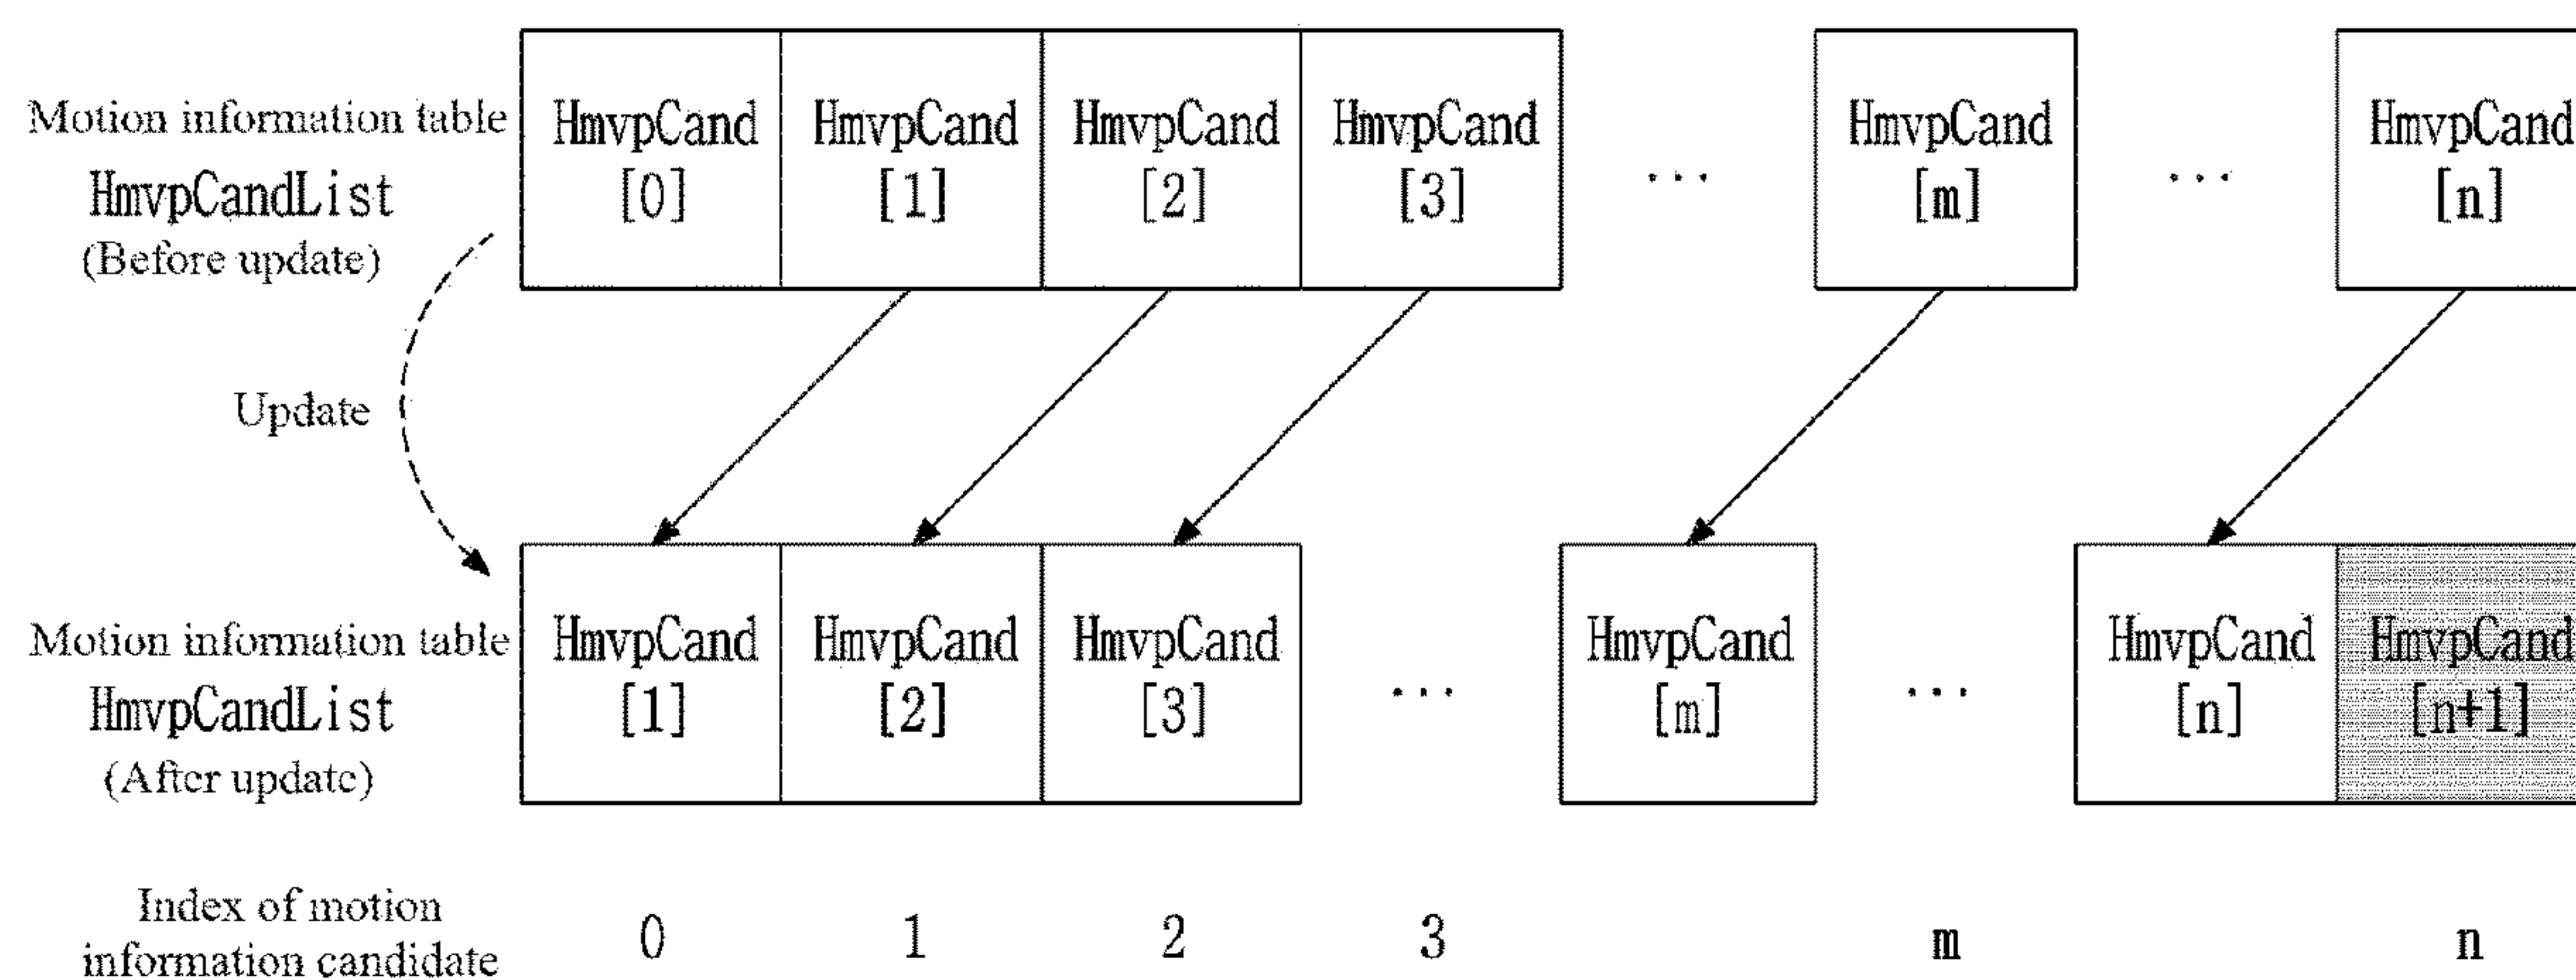 Motion information table
HmvpCandList
(Before update)
HmvpCand
[0]
HmvpCand
[1]
HmvpCand
[2]
HmvpCand
[3]
...
HmvpCand
[m]
...
HmvpCand
[n]
Update
Motion information table
HmvpCandList
(After update)
HmvpCand
[1]
HmvpCand
[2]
HmvpCand
[3]
...
HmvpCand
[m]
...
HmvpCand
[n]
HmvpCand
[n+1]
Index of motion
information candidate
0 1 2 3 m n